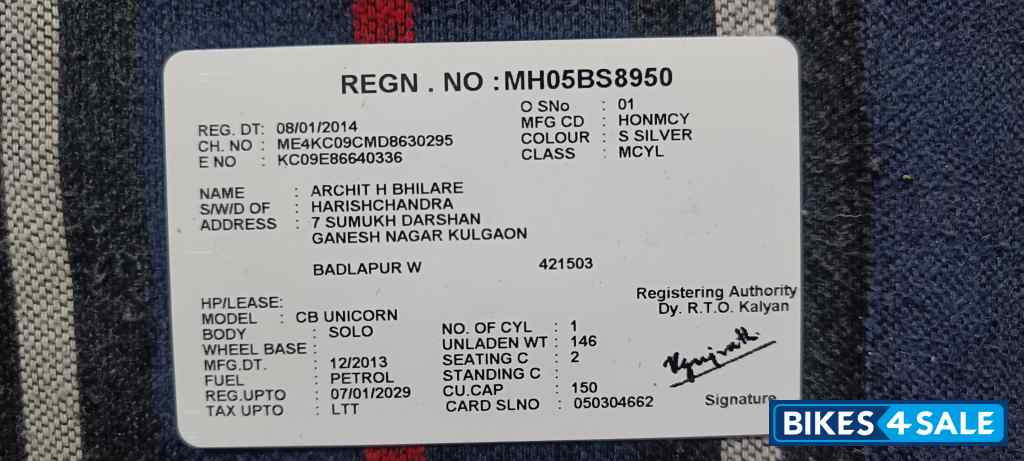 REGN . NO : MH05BS8950
REG. DT: 08/01/2014 O SNo : 01
CH. NO : ME4KC09CMD8630295 MFG CD : HONMCY
E NO : KC09E86640336 COLOUR : S SILVER
CLASS : MCYL
NAME : ARCHIT H BHILARE
S/W/D OF : HARISHCHANDRA
ADDRESS : 7 SUMUKH DARSHAN
GANESH NAGAR KULGAON
BADLAPUR W 421503
HP/LEASE: Registering Authority
MODEL : CB UNICORN Dy. R.T.O. Kalyan
BODY : SOLO NO. OF CYL : 1
WHEEL BASE : UNLADEN WT : 146
MFG.DT. : 12/2013 SEATING C : 2
FUEL : PETROL STANDING C :
REG.UPTO : 07/01/2029 CU.CAP : 150
TAX UPTO : LTT CARD SLNO : 050304662
Signature
BIKES4SALE